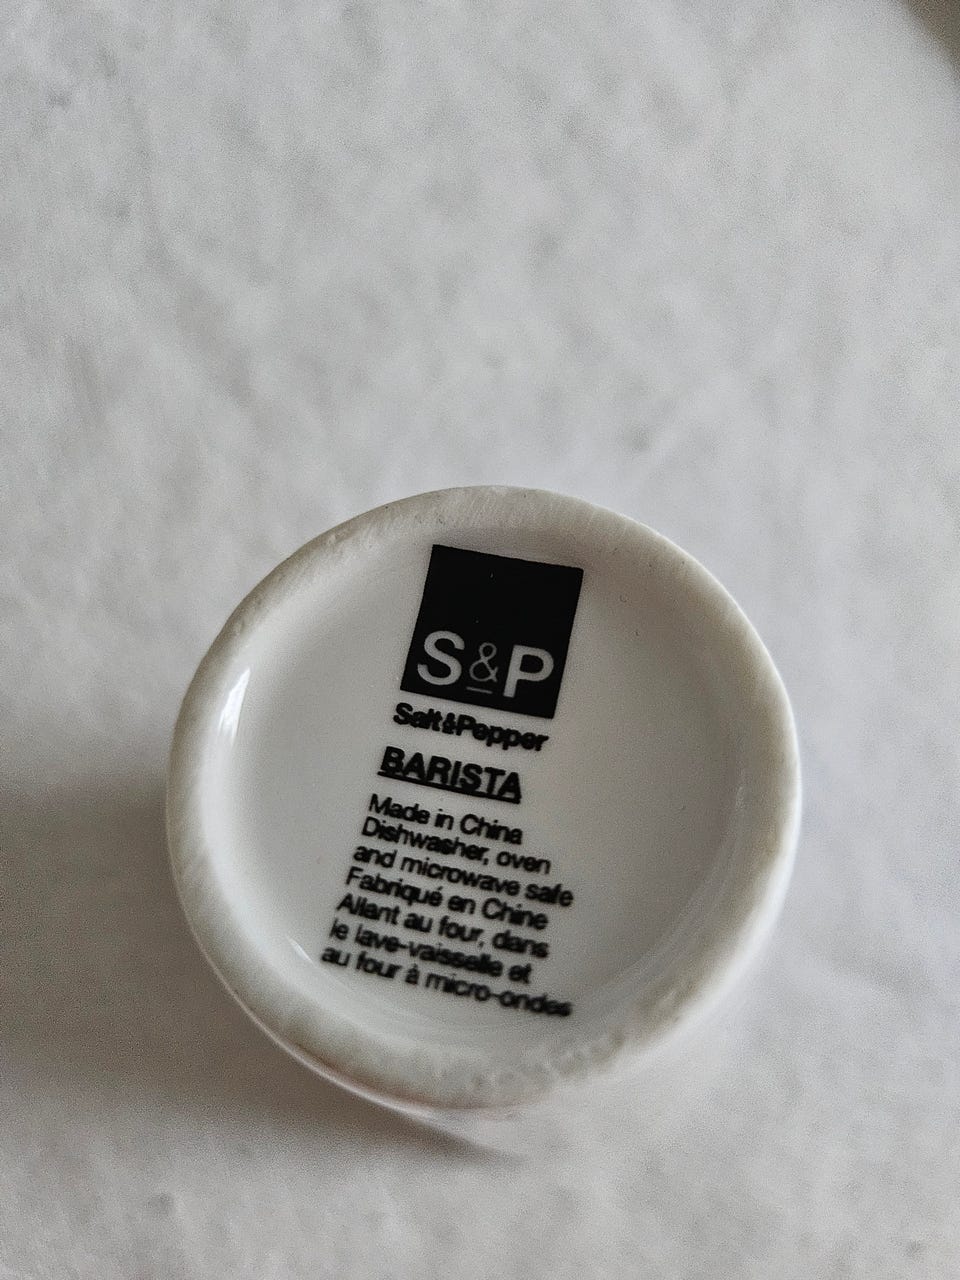 S&P
Salt&Pepper
BARISTA
Made in China
Dishwasher, oven
and microwave safe
Fabriqué en Chine
Allant au four, dans
le lave-vaisselle et
au four à micro-ondes